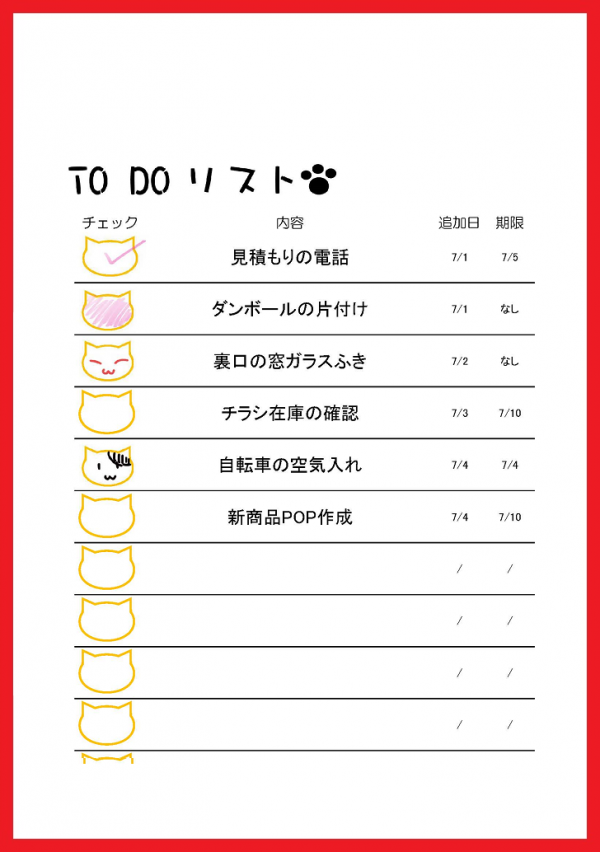 TO DO リスト
チェック 内容 追加日 期限
見積もりの電話 7/1 7/5
ダンボールの片付け 7/1 なし
裏口の窓ガラスふき 7/2 なし
チラシ在庫の確認 7/3 7/10
自転車の空気入れ 7/4 7/4
新商品POP作成 7/4 7/10
/ /
/ /
/ /
/ /